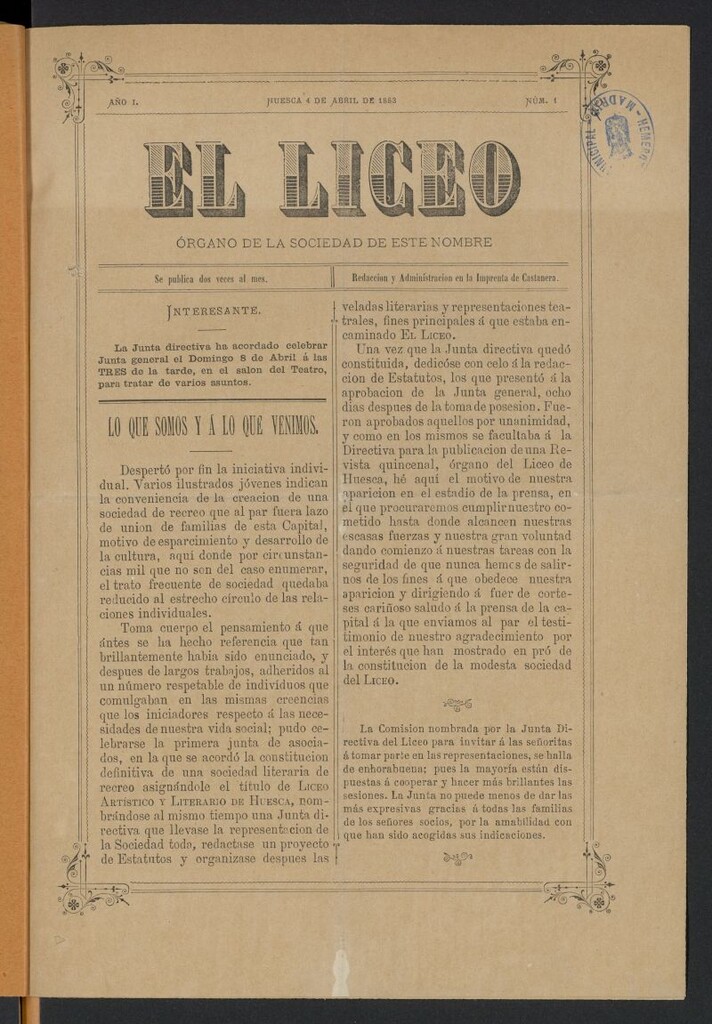 AÑO I.
HUESCA 4 DE ABRIL DE 1883
NÚM. 1
EL LICEO
ÓRGANO DE LA SOCIEDAD DE ESTE NOMBRE
Se publica dos veces al mes.
Redaccion y Administracion en la Imprenta de Castanera.
INTERESANTE.
La Junta directiva ha acordado celebrar
Junta general el Domingo 8 de Abril á las
TRES de la tarde, en el salon del Teatro,
para tratar de varios asuntos.
LO QUE SOMOS Y Á LO QUE VENIMOS.
Despertó por fin la iniciativa indivi-
dual. Varios ilustrados jóvenes indican
la conveniencia de la creacion de una
sociedad de recreo que al par fuera lazo
de union de familias de esta Capital,
motivo de esparcimiento y desarrollo de
la cultura, aquí donde por circunstan-
cias mil que no son del caso enumerar,
el trato frecuente de sociedad quedaba
reducido al estrecho círculo de las rela-
ciones individuales.
Toma cuerpo el pensamiento á que
ántes se ha hecho referencia que tan
brillantemente habia sido enunciado, y
despues de largos trabajos, adheridos al
un número respetable de indivíduos que
comulgaban en las mismas creencias
que los iniciadores respecto á las nece-
sidades de nuestra vida social; pudo ce-
lebrarse la primera junta de asocia-
dos, en la que se acordó la constitucion
definitiva de una sociedad literaria de
recreo asignándole el título de LICEO
ARTÍSTICO Y LITERARIO DE HUESCA, nom-
brándose al mismo tiempo una Junta di-
rectiva que llevase la representacion de
la Sociedad toda, redactase un proyecto
de Estatutos y organizase despues las
veladas literarias y representaciones tea-
trales, fines principales á que estaba en-
caminado EL LICEO.
Una vez que la Junta directiva quedó
constituida, dedicóse con celo á la redac-
cion de Estatutos, los que presentó á la
aprobacion de la Junta general, ocho
dias despues de la toma de posesion. Fue-
ron aprobados aquellos por unanimidad,
y como en los mismos se facultaba á la
Directiva para la publicacion de una Re-
vista quincenal, órgano del Liceo de
Huesca, hé aquí el motivo de nuestra
aparicion en el estadio de la prensa, en
el que procuraremos cumplir nuestro co-
metido hasta donde alcancen nuestras
escasas fuerzas y nuestra gran voluntad
dando comienzo á nuestras tareas con la
seguridad de que nunca hemos de salir-
nos de los fines á que obedece nuestra
aparicion y dirigiendo á fuer de corte-
ses cariñoso saludo á la prensa de la ca-
pital á la que enviamos al par el testi-
timonio de nuestro agradecimiento por
el interés que han mostrado en pró de
la constitucion de la modesta sociedad
del LICEO.
La Comision nombrada por la Junta Di-
rectiva del Liceo para invitar á las señoritas
á tomar parte en las representaciones, se halla
de enhorabuena; pues la mayoría están dis-
puestas á cooperar y hacer más brillantes las
sesiones. La Junta no puede menos de dar las
más expresivas gracias á todas las familias
de los señores socios, por la amabilidad con
que han sido acogidas sus indicaciones.
MADRID